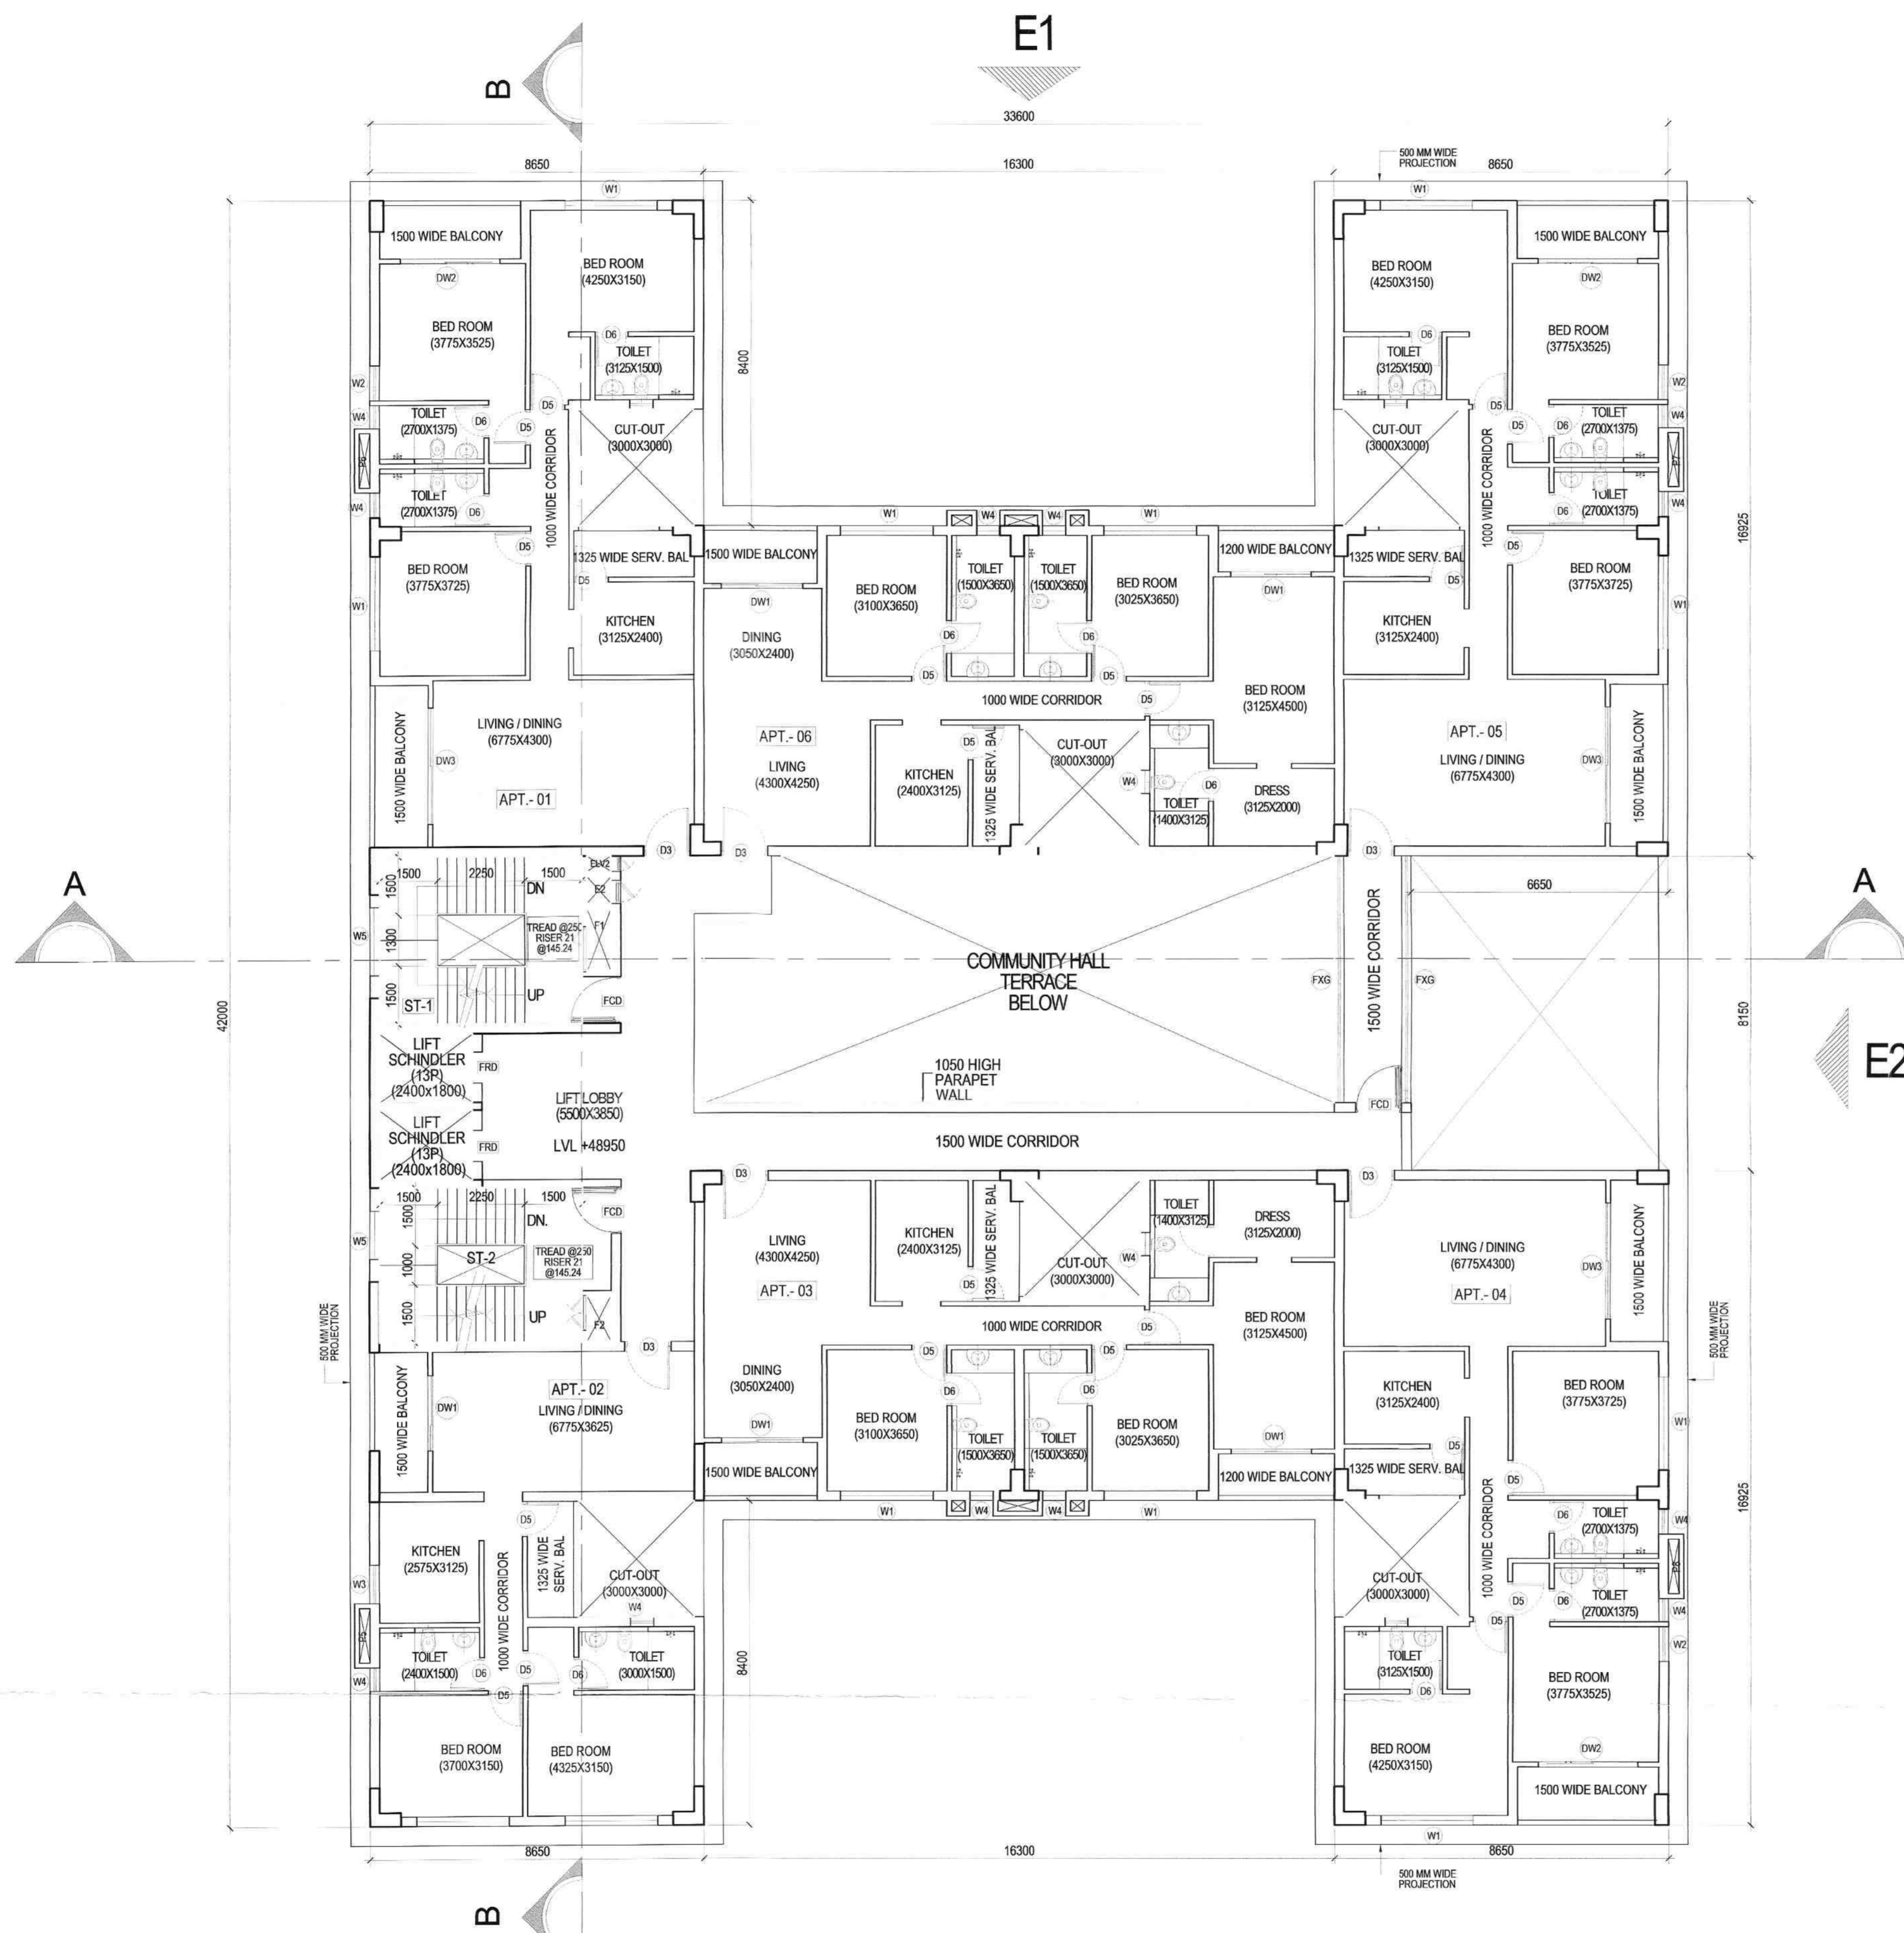 E1
B
33600
8650
16300
500 MM WIDE
PROJECTION
8650
W1
W1
1500 WIDE BALCONY
BED ROOM
(4250X3150)
DW2
BED ROOM
(3775X3525)
D6
TOILET
(3125X1500)
8400
W2
W4
TOILET
(2700X1375)
D6
D5
D5
CUT-OUT
(3000X3000)
1000 WIDE CORRIDOR
TOILET
(2700X1375)
D6
W4
D5
BED ROOM
(3775X3725)
W1
1325 WIDE SERV. BAL
D5
KITCHEN
(3125X2400)
LIVING / DINING
(6775X4300)
1500 WIDE BALCONY
DW3
APT.- 01
D3
BED ROOM
(4250X3150)
1500 WIDE BALCONY
DW2
BED ROOM
(3775X3525)
D6
TOILET
(3125X1500)
W2
W4
D5
D5
D6
TOILET
(2700X1375)
CUT-OUT
(3000X3000)
1000 WIDE CORRIDOR
TOILET
(2700X1375)
D6
W4
P7
16925
D5
BED ROOM
(3775X3725)
W1
1325 WIDE SERV. BAL
D5
KITCHEN
(3125X2400)
APT.- 05
LIVING / DINING
(6775X4300)
DW3
1500 WIDE BALCONY
D3
W1
W4
W4
W1
1500 WIDE BALCONY
DW1
BED ROOM
(3100X3650)
TOILET
(1500X3650)
TOILET
(1500X3650)
BED ROOM
(3025X3650)
1200 WIDE BALCONY
DW1
DINING
(3050X2400)
D6
D6
D5
D5
1000 WIDE CORRIDOR
D5
BED ROOM
(3125X4500)
APT.- 06
LIVING
(4300X4250)
D5
KITCHEN
(2400X3125)
1325 WIDE SERV. BAL
CUT-OUT
(3000X3000)
W4
TOILET
(1400X3125)
D6
DRESS
(3125X2000)
D3
A
A
42000
1500
2250
1500
ELV2
1500
DN
E2
TREAD @250
RISER 21
@145.24
F1
W5
1300
1500
UP
ST-1
FCD
LIFT
SCHINDLER
(13P)
(2400x1800)
FRD
LIFT LOBBY
(5500X3850)
LIFT
SCHINDLER
(13P)
(2400x1800)
FRD
LVL +48950
COMMUNITY HALL
TERRACE
BELOW
1050 HIGH
PARAPET
WALL
FXG
1500 WIDE CORRIDOR
FXG
6650
FCD
8150
E2
1500 WIDE CORRIDOR
1500
2250
1500
1500
DN.
FCD
W5
1000
ST-2
TREAD @250
RISER 21
@145.24
1500
UP
F2
500 MM WIDE
PROJECTION
D3
APT.- 02
LIVING / DINING
(6775X3625)
1500 WIDE BALCONY
DW1
D5
KITCHEN
(2575X3125)
1325 WIDE
SERV. BAL
CUT-OUT
(3000X3000)
W4
W3
1000 WIDE CORRIDOR
TOILET
(2400X1500)
D6
D5
D6
TOILET
(3000X1500)
W4
D5
BED ROOM
(3700X3150)
BED ROOM
(4325X3150)
8400
D3
LIVING
(4300X4250)
APT.- 03
KITCHEN
(2400X3125)
D5
1325 WIDE SERV. BAL
CUT-OUT
(3000X3000)
W4
TOILET
(1400X3125)
D6
DRESS
(3125X2000)
1000 WIDE CORRIDOR
D5
BED ROOM
(3125X4500)
D5
D5
D6
D6
DINING
(3050X2400)
DW1
BED ROOM
(3100X3650)
TOILET
(1500X3650)
TOILET
(1500X3650)
BED ROOM
(3025X3650)
DW1
1500 WIDE BALCONY
1200 WIDE BALCONY
W1
W4
W4
W1
D3
LIVING / DINING
(6775X4300)
APT.- 04
DW3
1500 WIDE BALCONY
500 MM WIDE
PROJECTION
KITCHEN
(3125X2400)
BED ROOM
(3775X3725)
W1
D5
1325 WIDE SERV. BAL
D5
16925
CUT-OUT
(3000X3000)
1000 WIDE CORRIDOR
D6
TOILET
(2700X1375)
W4
D5
D6
TOILET
(2700X1375)
W4
D5
W2
TOILET
(3125X1500)
D6
BED ROOM
(3775X3525)
BED ROOM
(4250X3150)
DW2
1500 WIDE BALCONY
W1
8650
16300
8650
500 MM WIDE
PROJECTION
B